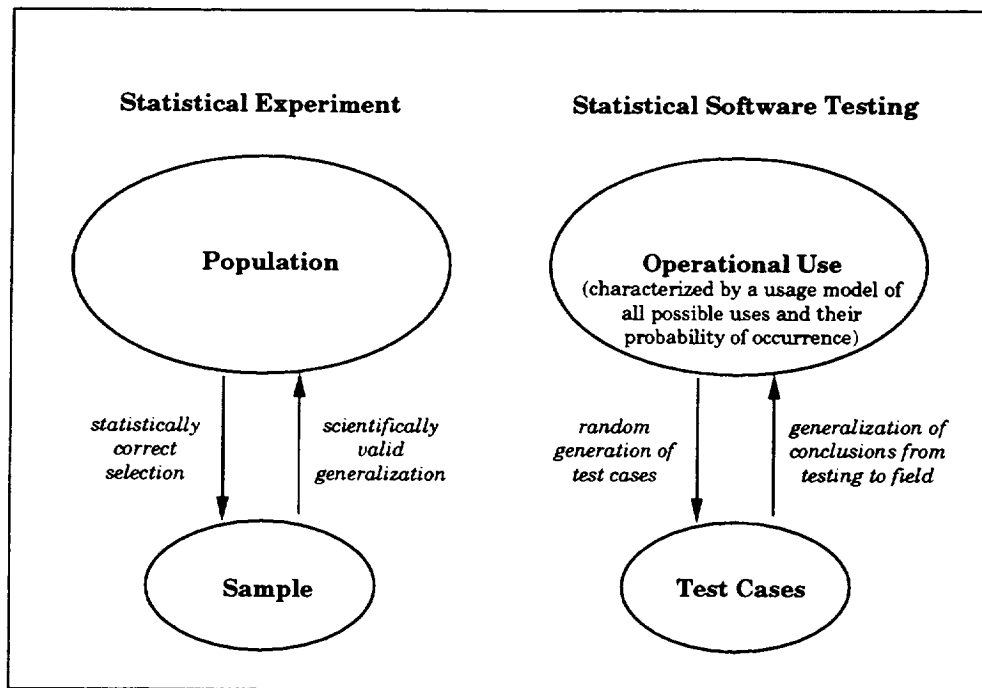 Statistical Experiment
Population
statistically
correct
selection
scientifically
valid
generalization
Sample
Statistical Software Testing
Operational Use
(characterized by a usage model of
all possible uses and their
probability of occurrence)
random
generation of
test cases
generalization of
conclusions from
testing to field
Test Cases